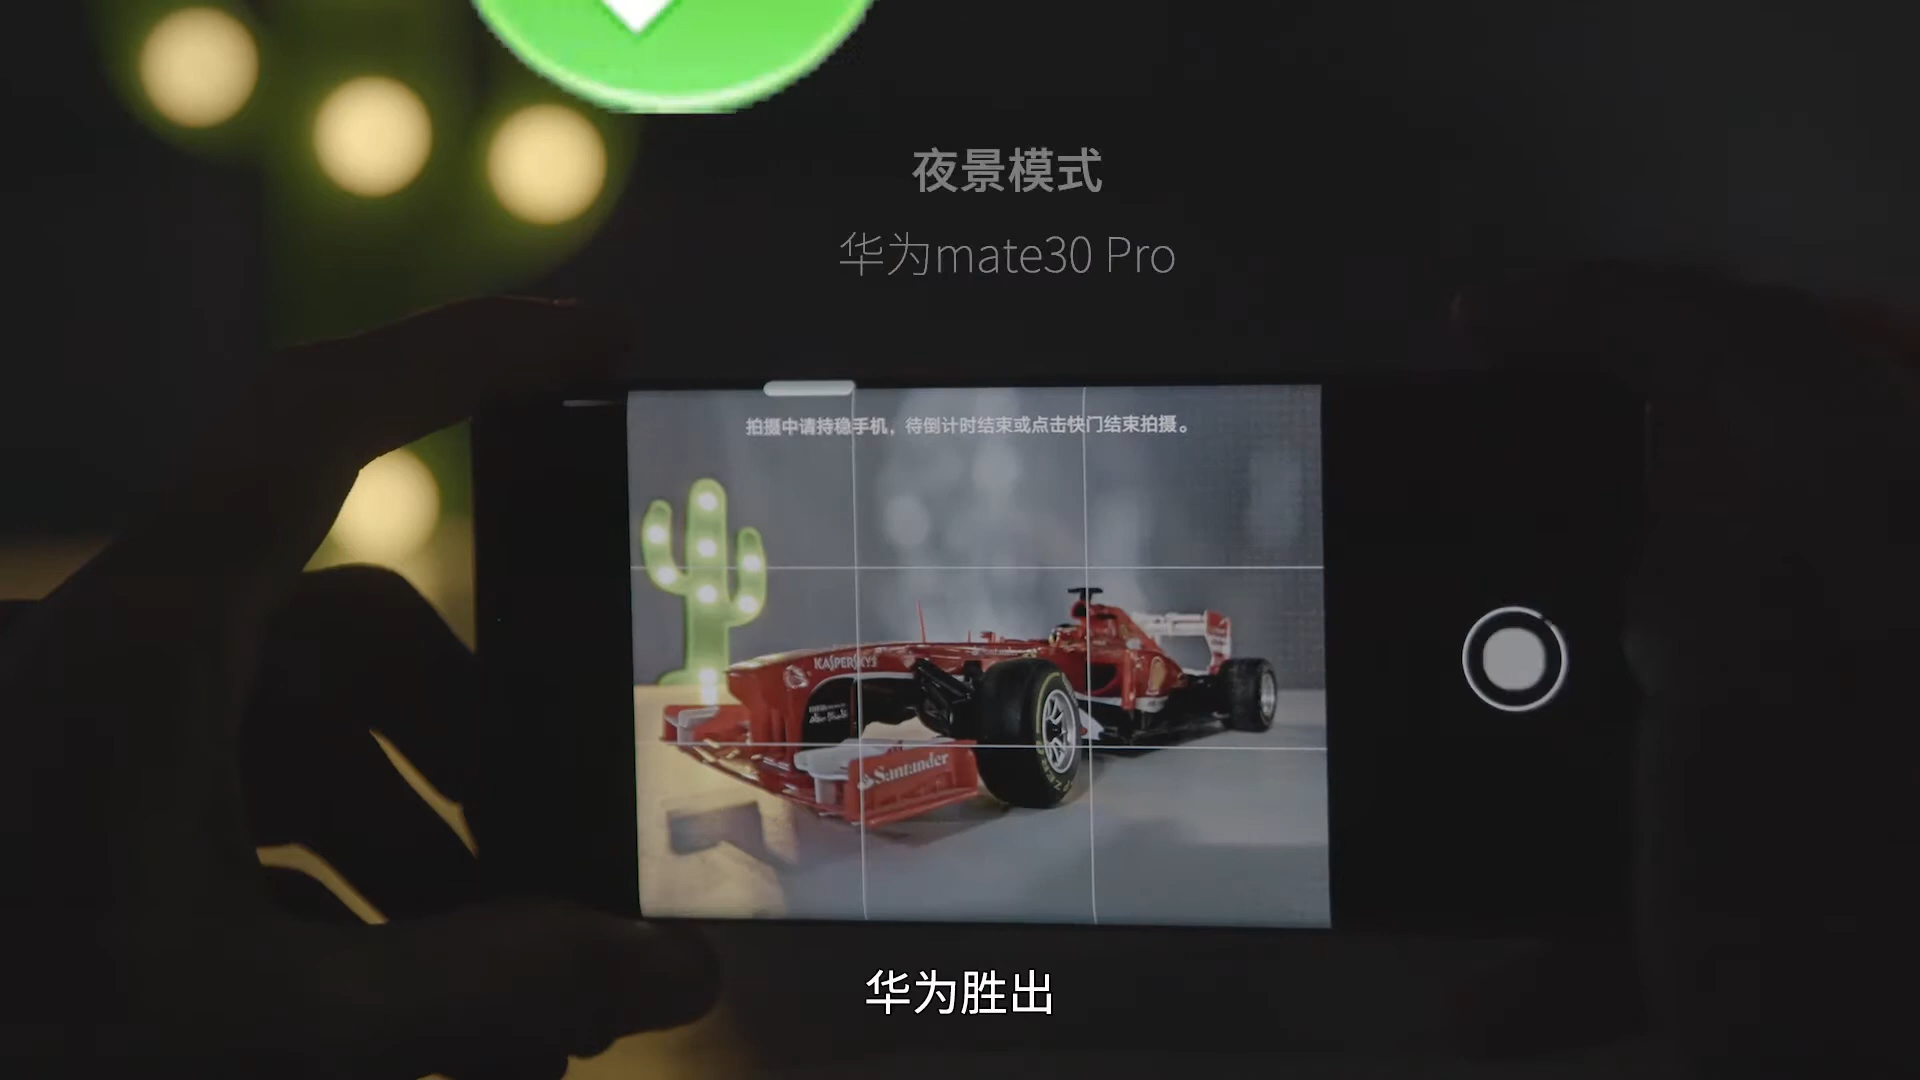 夜景模式
华为mate30 Pro
拍摄中请持稳手机，待倒计时结束或点击快门结束拍摄。
KASPERSKY
Santander
华为胜出